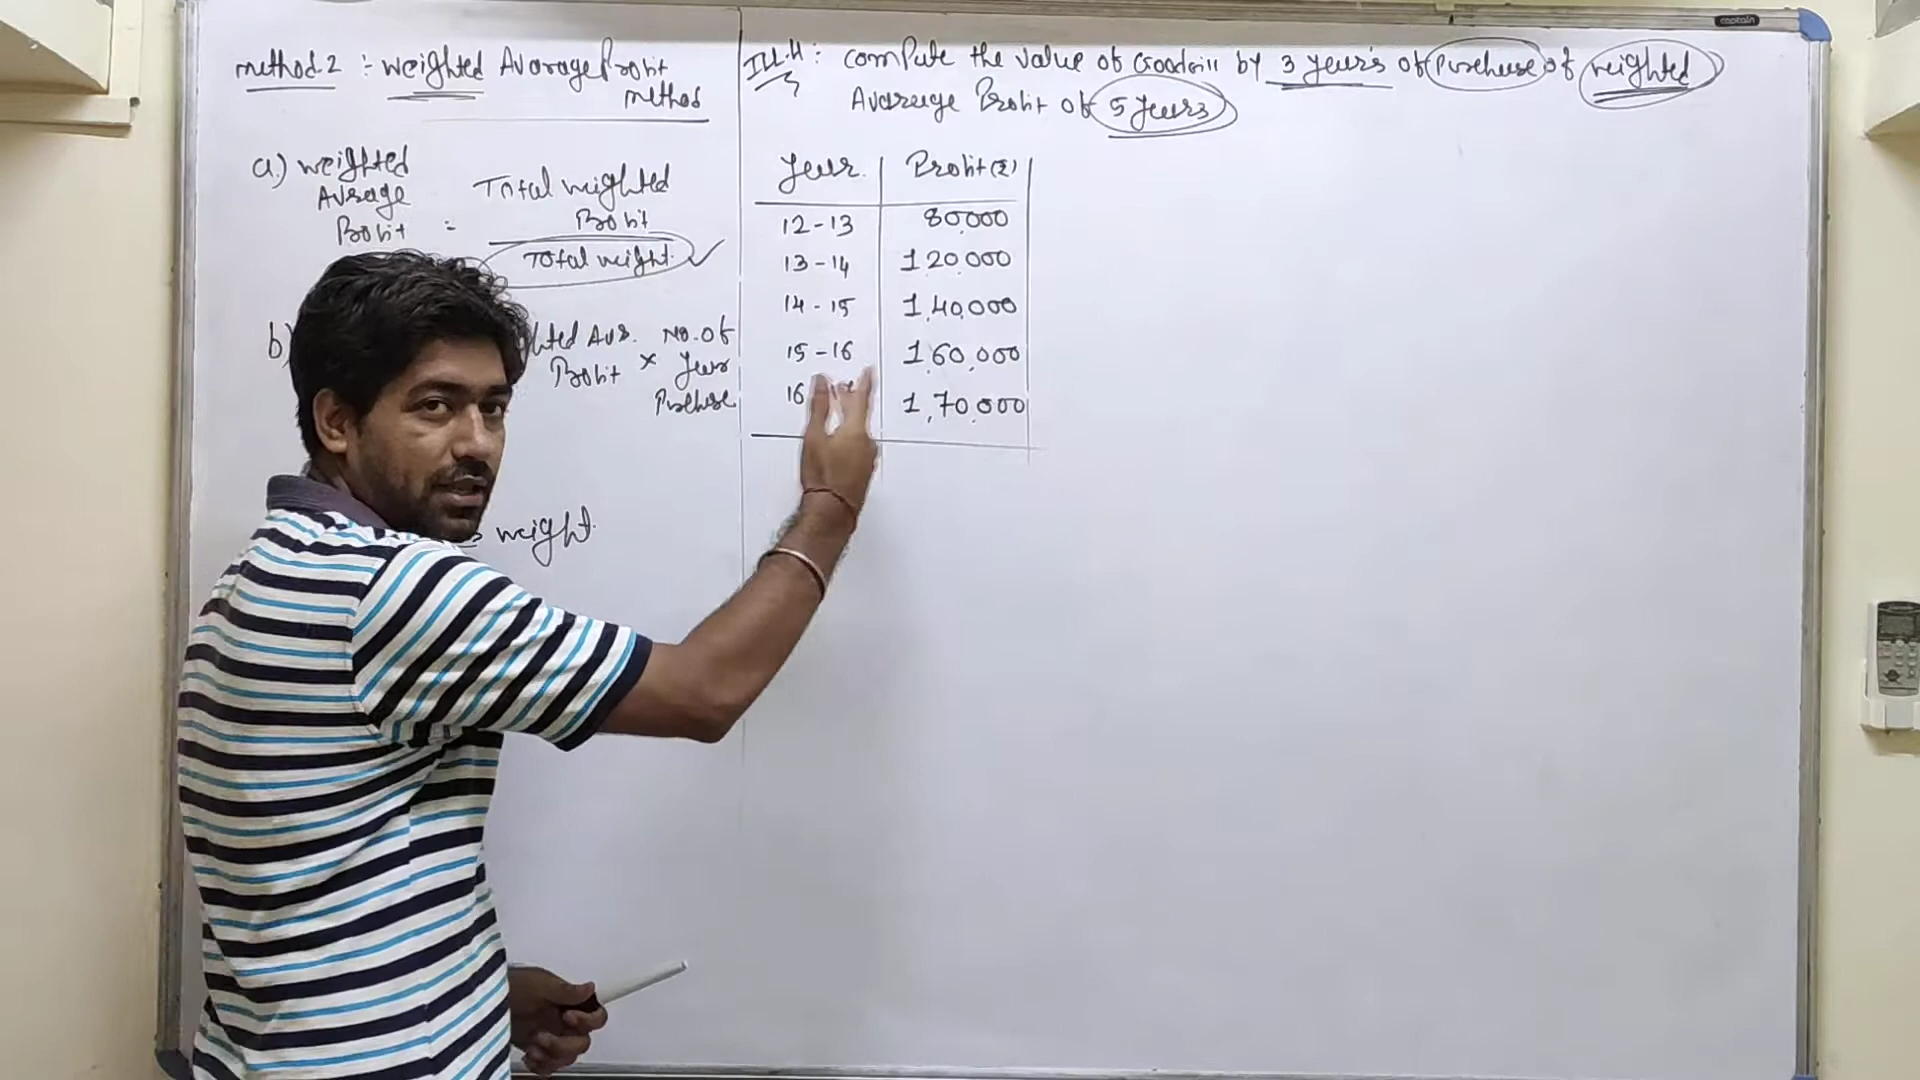 Method-2 :- Weighted Average Profit
Method
a.) Weighted
Average
Profit = Total Weighted
Profit
Total Weight ✓
b)
Weighted Avg. Profit × No. of
Year
Purchase
weight
Ill.4: Compute the value of Goodwill by 3 years of Purchase of Weighted
Average Profit of 5 years
Year Profit (₹)
12-13 80,000
13-14 120,000
14-15 1,40,000
15-16 1,60,000
16 1,70,000
captain